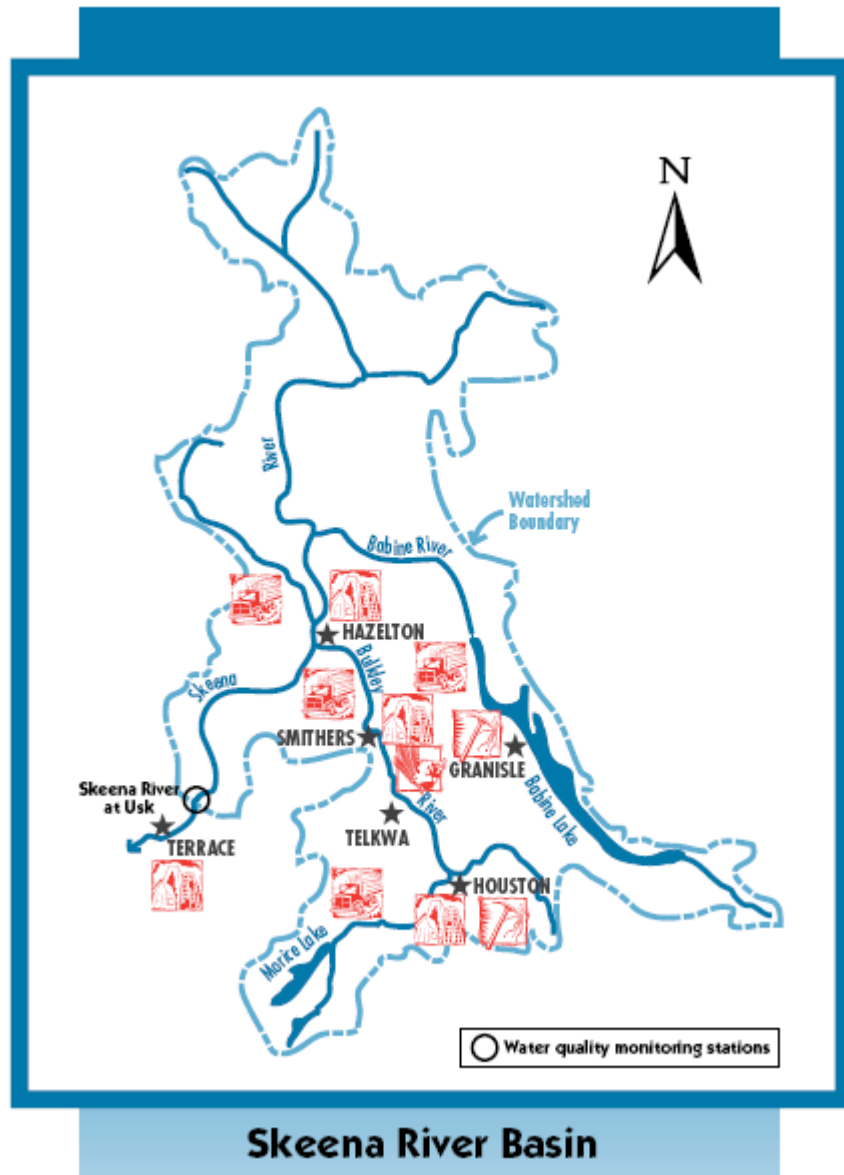 N
River
Watershed
Boundary
Babine River
HAZELTON
Bulkley
Skeena
SMITHERS
GRANISLE
River
Skeena River
at Usk
TERRACE
TELKWA
Babine Lake
HOUSTON
Morice Lake
Water quality monitoring stations
Skeena River Basin